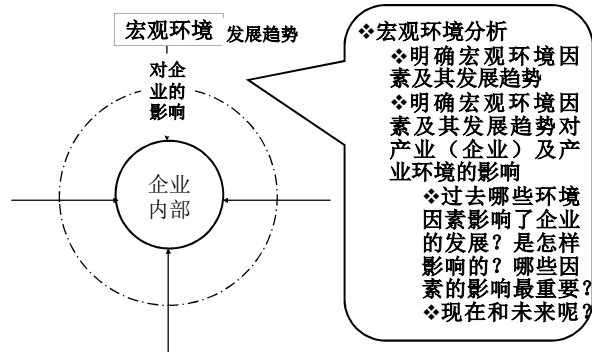 宏观环境 发展趋势
对企
业的
影响
企业
内部
❖宏观环境分析
❖明确宏观环境因
素及其发展趋势
❖明确宏观环境因
素及其发展趋势对
产业（企业）及产
业环境的影响
❖过去哪些环境
因素影响了企业
的发展？是怎样
影响的？哪些因
素的影响最重要？
❖现在和未来呢？